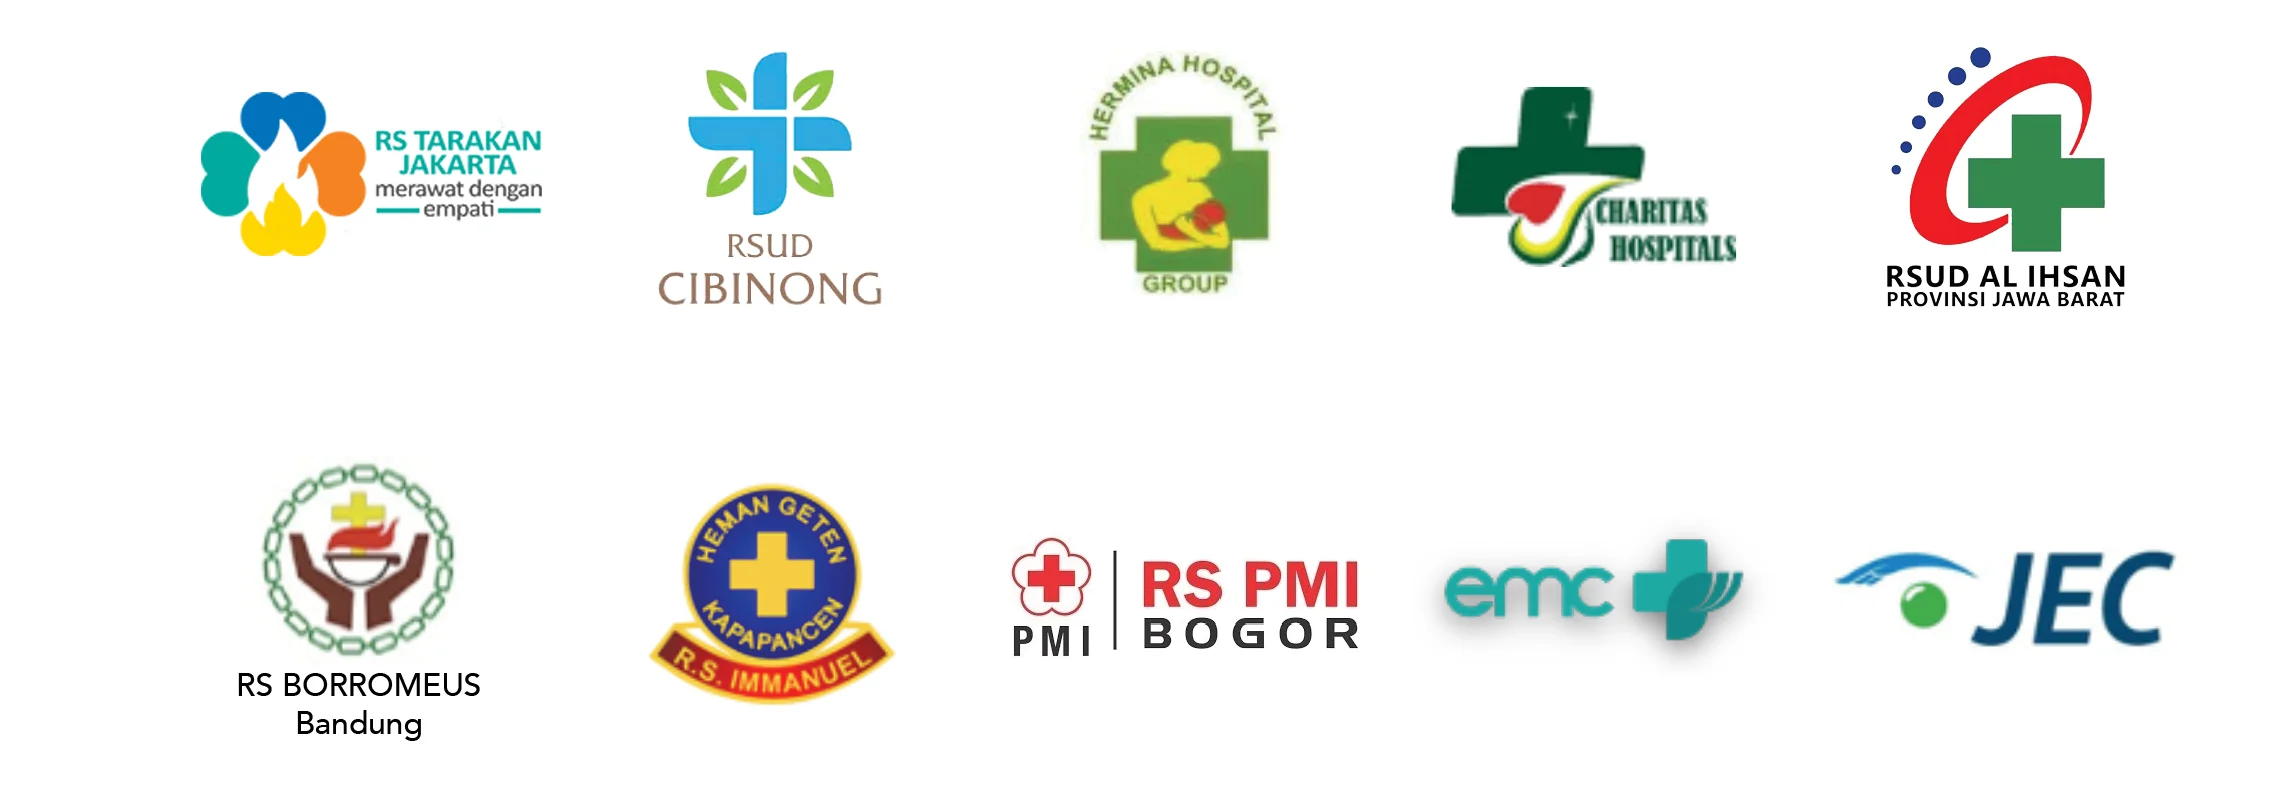 RS TARAKAN
JAKARTA
merawat dengan
empati
RSUD
CIBINONG
HERMINA HOSPITAL
GROUP
CHARITAS
HOSPITALS
RSUD AL IHSAN
PROVINSI JAWA BARAT
RS BORROMEUS
Bandung
HEMAN GETEN
KAPAPANCEN
R.S. IMMANUEL
PMI
RS PMI
BOGOR
emc
JEC